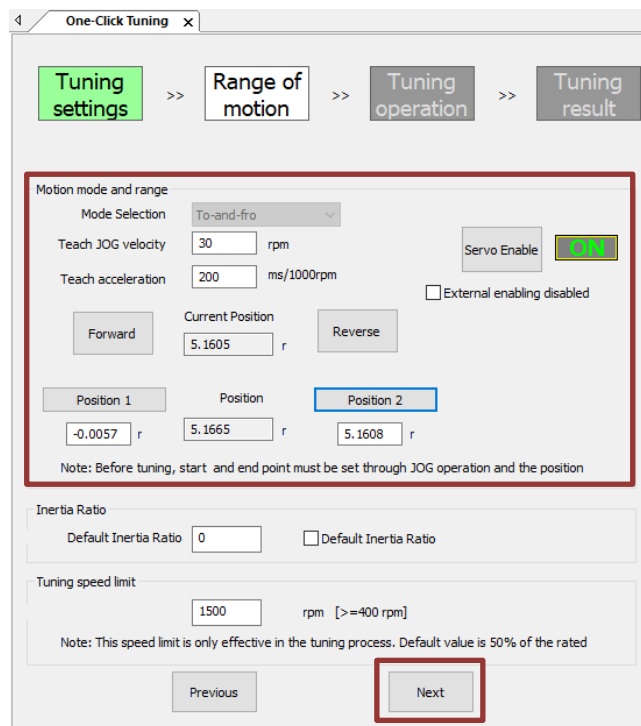 One-Click Tuning
Tuning settings >> Range of motion >> Tuning operation >> Tuning result
Motion mode and range
Mode Selection To-and-fro
Teach JOG velocity 30 rpm
Servo Enable ON
Teach acceleration 200 ms/1000rpm
External enabling disabled
Forward Current Position Reverse
5.1605 r
Position 1 Position Position 2
-0.0057 r 5.1665 r 5.1608 r
Note: Before tuning, start and end point must be set through JOG operation and the position
Inertia Ratio
Default Inertia Ratio 0 Default Inertia Ratio
Tuning speed limit
1500 rpm [>=400 rpm]
Note: This speed limit is only effective in the tuning process. Default value is 50% of the rated
Previous Next